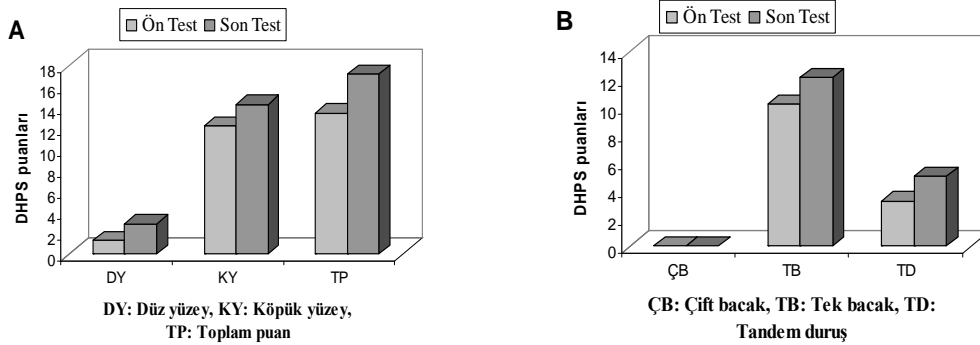 A
Ön Test Son Test
DHPS puanları
18
16
14
12
10
8
6
4
2
0
DY KY TP
DY: Düz yüzey, KY: Köpük yüzey,
TP: Toplam puan
B
Ön Test Son Test
DHPS puanları
14
12
10
8
6
4
2
0
ÇB TB TD
ÇB: Çift bacak, TB: Tek bacak, TD:
Tandem duruş